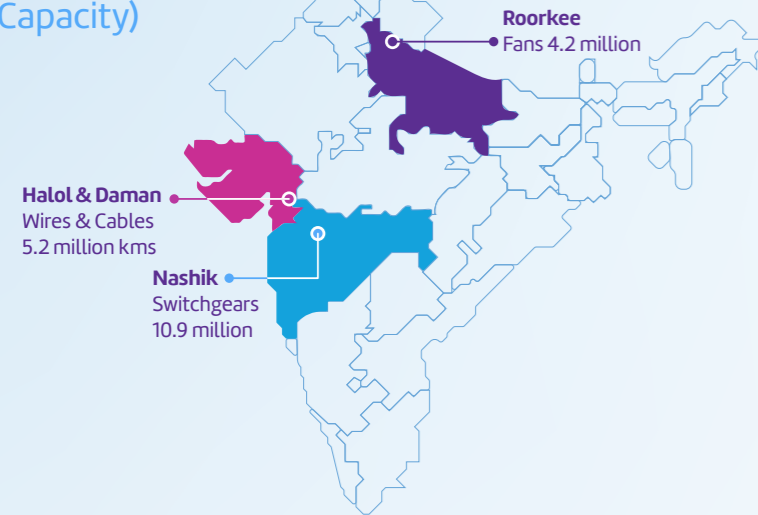 Capacity)
Roorkee
Fans 4.2 million
Halol & Daman
Wires & Cables
5.2 million kms
Nashik
Switchgears
10.9 million